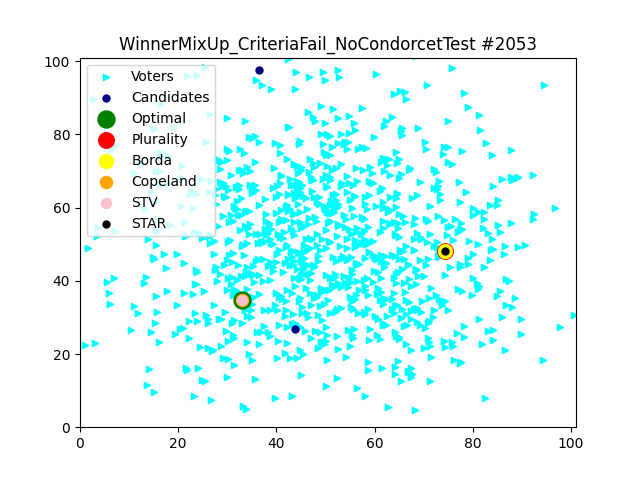 WinnerMixUp_CriteriaFail_NoCondorcetTest #2053
100
80
60
40
20
0
Voters
Candidates
Optimal
Plurality
Borda
Copeland
STV
STAR
0 20 40 60 80 100